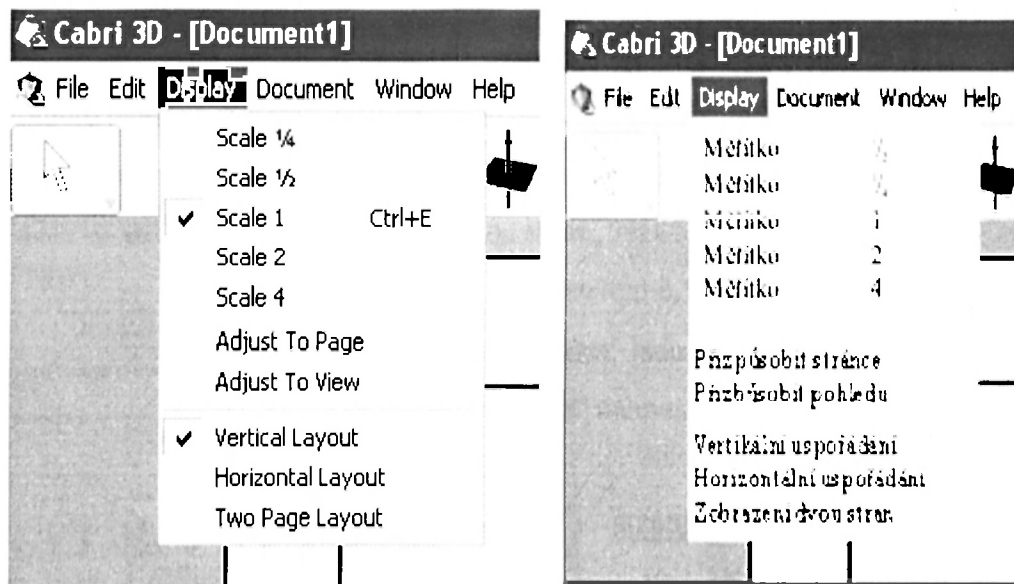 Cabri 3D - [Document1]
File Edit Display Document Window Help
Scale ¼
Scale ½
Scale 1 Ctrl+E
Scale 2
Scale 4
Adjust To Page
Adjust To View
Vertical Layout
Horizontal Layout
Two Page Layout
Cabri 3D - [Document1]
File Edit Display Document Window Help
Měřítko
Měřítko
Měřítko 1
Měřítko 2
Měřítko 4
Přizpůsobit stránce
Přizpůsobit pohledu
Vertikální uspořádání
Horizontální uspořádání
Zobrazení dvou stran